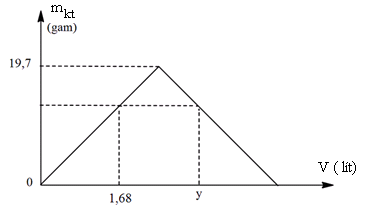 m_kt
(gam)
19,7
V ( lít)
0
1,68
y